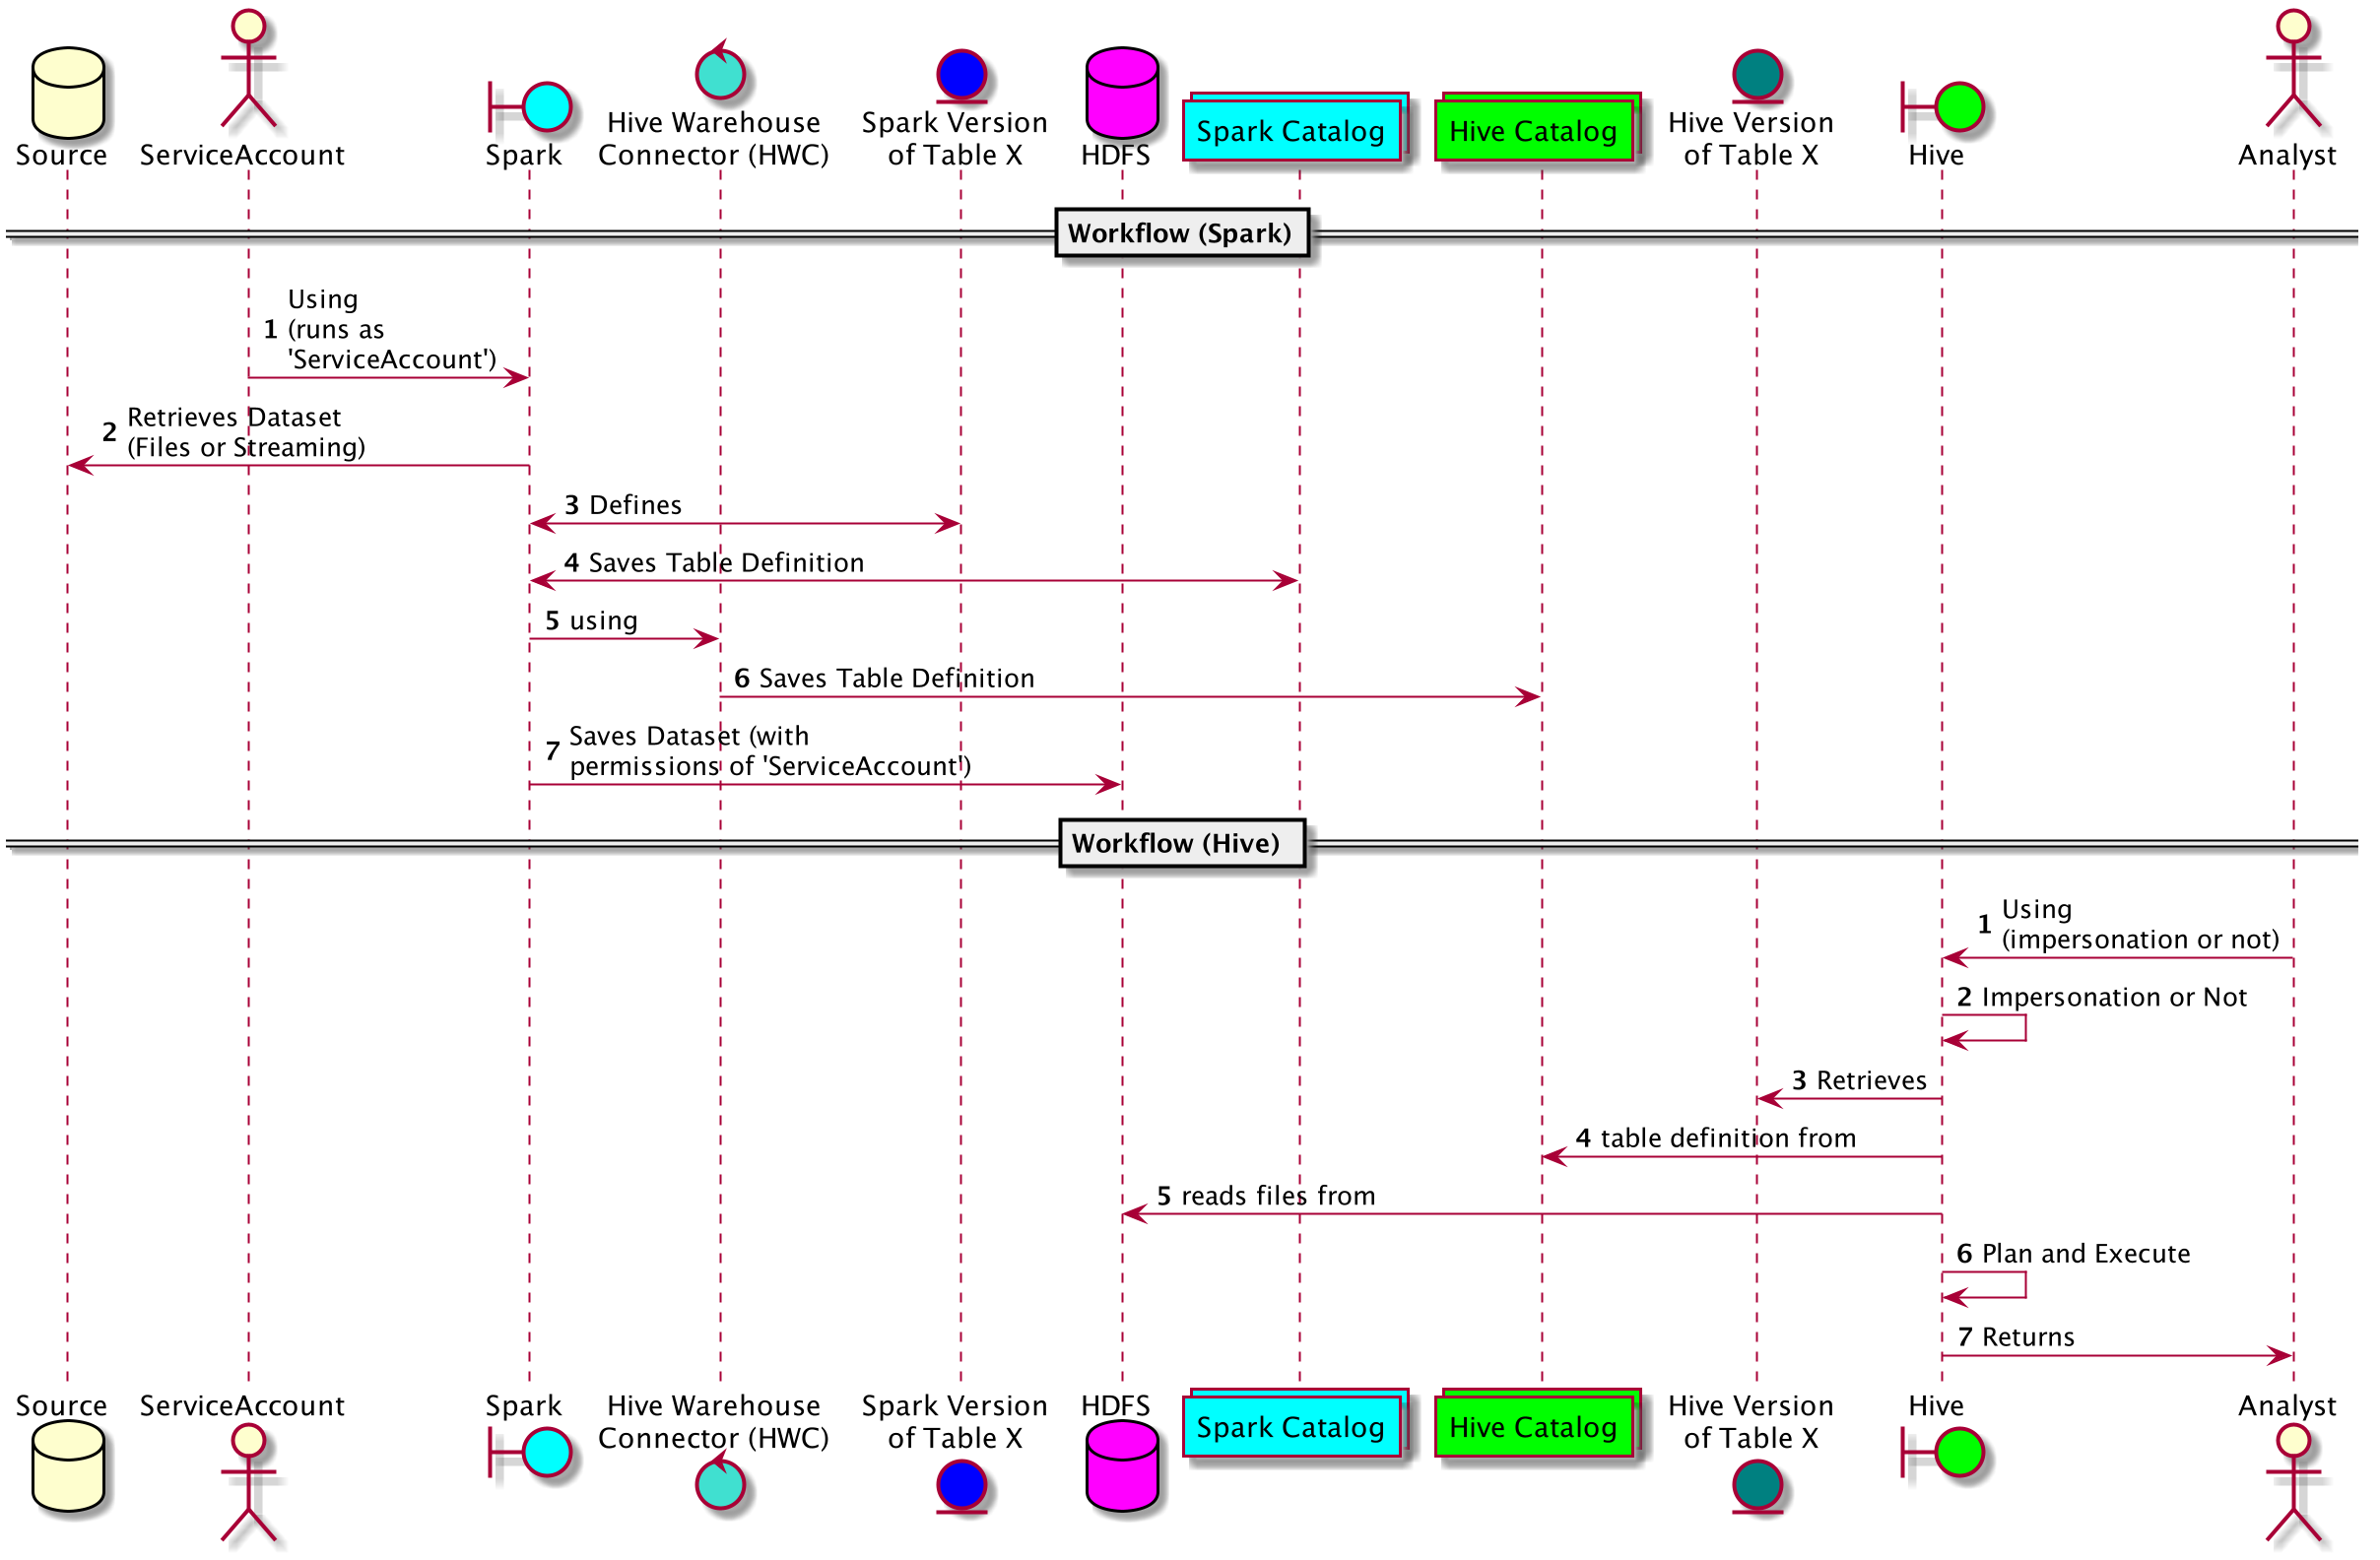 Source
ServiceAccount
Spark
Hive Warehouse
Connector (HWC)
Spark Version
of Table X
HDFS
Spark Catalog
Hive Catalog
Hive Version
of Table X
Hive
Analyst
Workflow (Spark)
1 Using
(runs as
'ServiceAccount')
2 Retrieves Dataset
(Files or Streaming)
3 Defines
4 Saves Table Definition
5 using
6 Saves Table Definition
7 Saves Dataset (with
permissions of 'ServiceAccount')
Workflow (Hive)
1 Using
(impersonation or not)
2 Impersonation or Not
3 Retrieves
4 table definition from
5 reads files from
6 Plan and Execute
7 Returns
Source
ServiceAccount
Spark
Hive Warehouse
Connector (HWC)
Spark Version
of Table X
HDFS
Spark Catalog
Hive Catalog
Hive Version
of Table X
Hive
Analyst